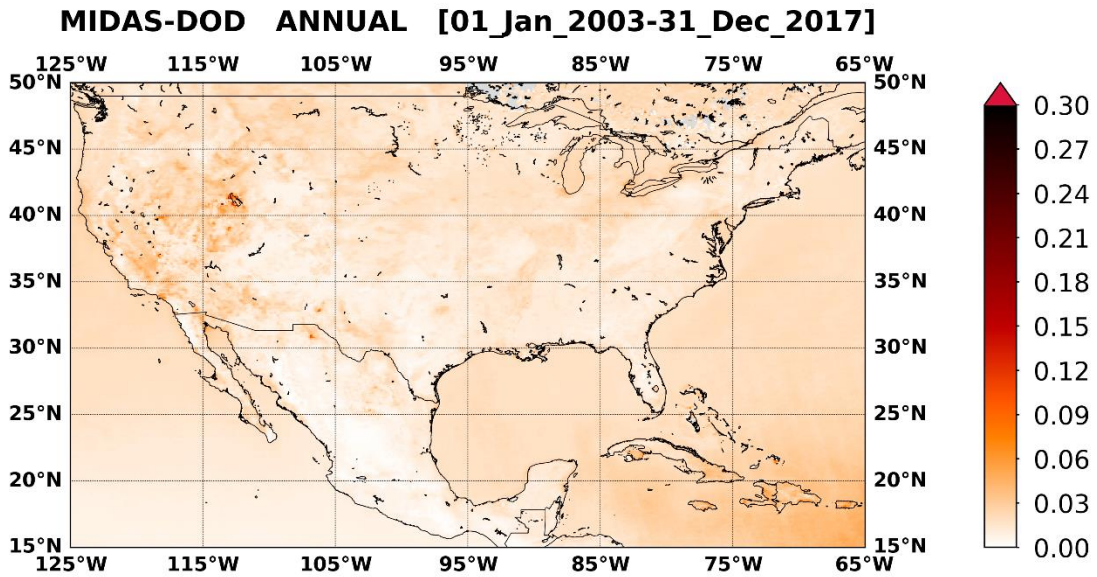 MIDAS-DOD ANNUAL [01_Jan_2003-31_Dec_2017]
125°W 115°W 105°W 95°W 85°W 75°W 65°W
50°N 50°N
45°N 45°N
40°N 40°N
35°N 35°N
30°N 30°N
25°N 25°N
20°N 20°N
15°N 15°N
125°W 115°W 105°W 95°W 85°W 75°W 65°W
0.30
0.27
0.24
0.21
0.18
0.15
0.12
0.09
0.06
0.03
0.00